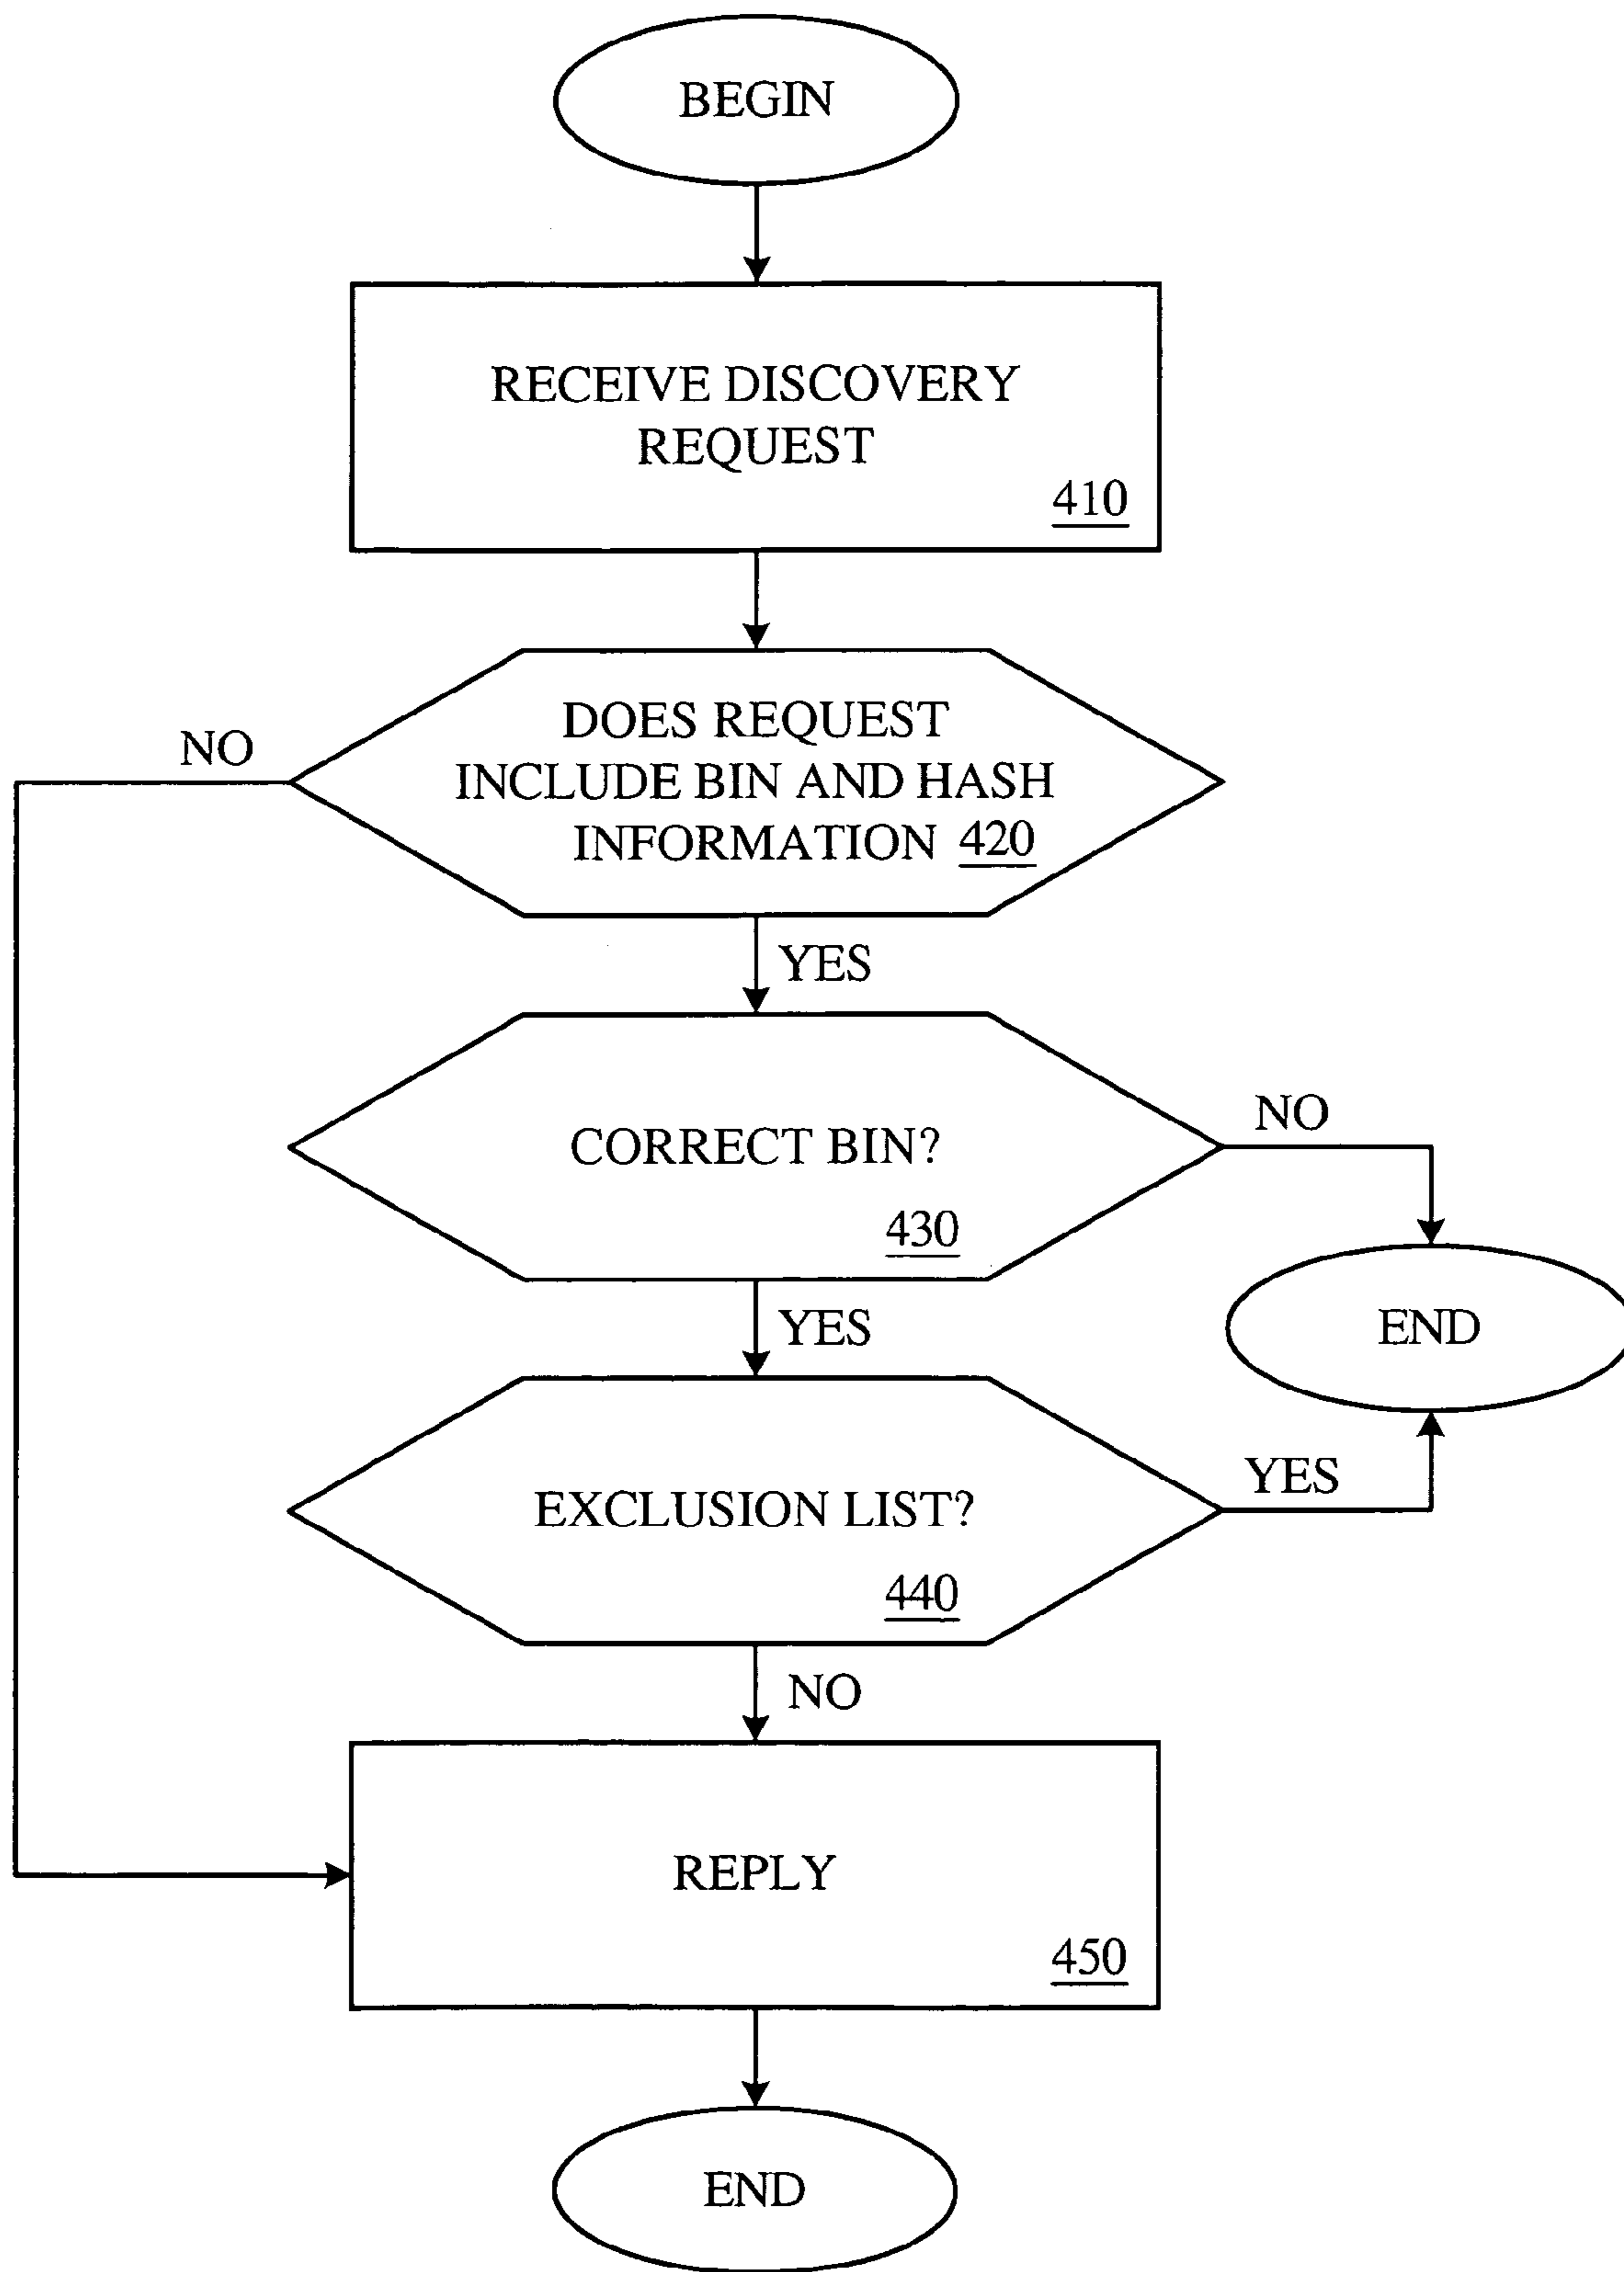 BEGIN
RECEIVE DISCOVERY
REQUEST
410
DOES REQUEST
INCLUDE BIN AND HASH
INFORMATION 420
NO
YES
CORRECT BIN?
430
NO
YES
END
EXCLUSION LIST?
440
YES
NO
REPLY
450
END